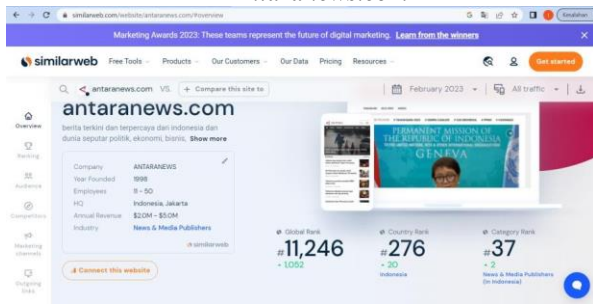 similarweb.com/website/antaranews.com/#overview
Marketing Awards 2023: These teams represent the future of digital marketing. Learn from the winners
similarweb Free Tools Products Our Customers Our Data Pricing Resources Get started
antaranews.com VS. + Compare this site to February 2023 All traffic
antaranews.com
berita terkini dan terpercaya dari indonesia dan
dunia seputar politik, ekonomi, bisnis, Show more
Company ANTARANEWS
Year Founded 1998
Employees 11 - 50
HQ Indonesia, Jakarta
Annual Revenue $2.0M - $5.0M
Industry News & Media Publishers
similarweb
Connect this website
Overview
Ranking
Audience
Competitors
Marketing
channels
Outgoing
links
PERMANENT MISSION OF
THE REPUBLIC OF INDONESIA
GENEVA
Global Rank
#11,246
1,052
Country Rank
#276
20
Indonesia
Category Rank
#37
2
News & Media Publishers
(In Indonesia)